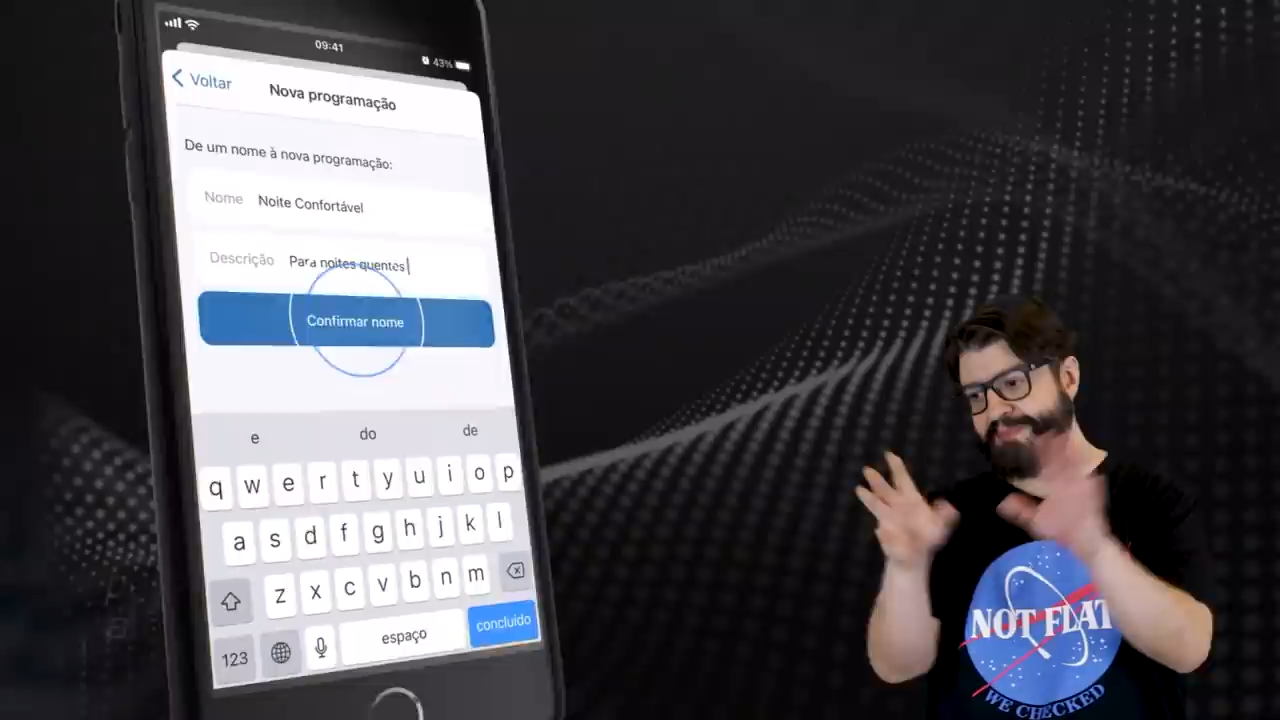 09:41
43%
Voltar
Nova programação
De um nome à nova programação:
Nome Noite Confortável
Descrição Para noites quentes
Confirmar nome
e do de
q w e r t y u i o p
a s d f g h j k l
z x c v b n m
123 espaço concluído
NOT FLAT
WE CHECKED